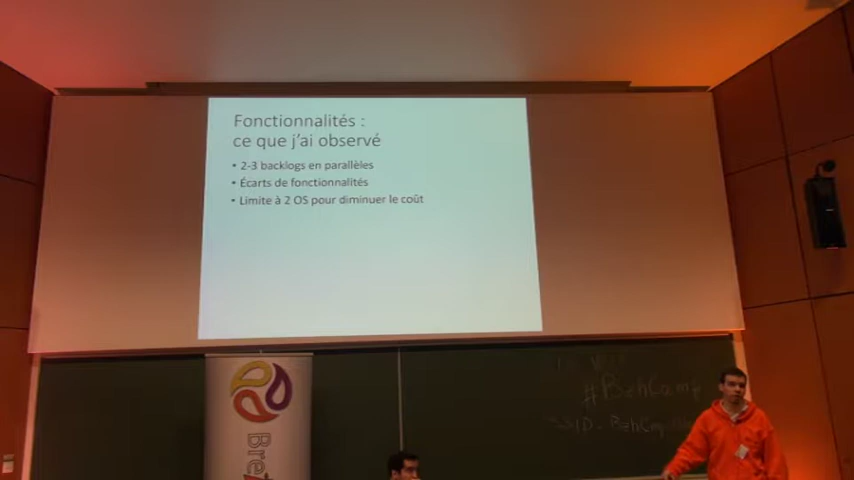 Fonctionnalités :
ce que j'ai observé
• 2-3 backlogs en parallèles
• Écarts de fonctionnalités
• Limite à 2 OS pour diminuer le coût
#BzhCamp
Bre